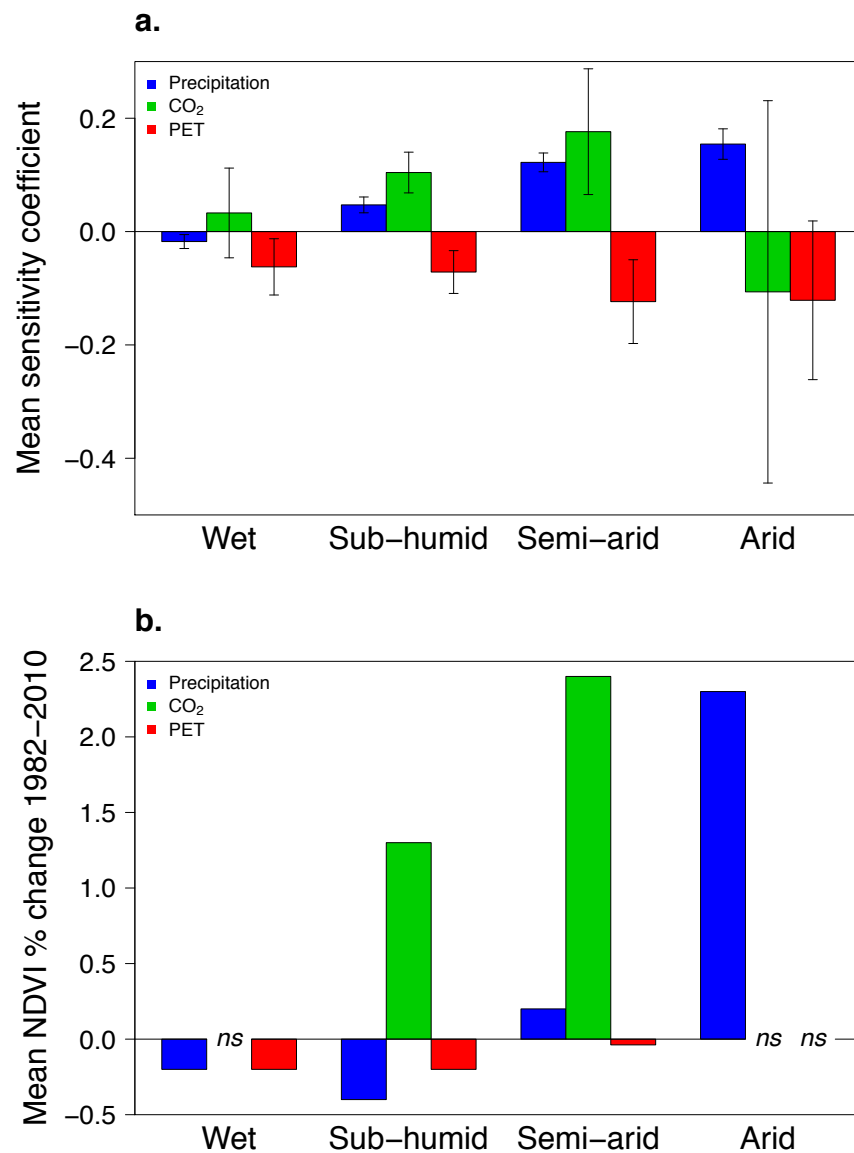 a.
Precipitation
CO₂
PET
Mean sensitivity coefficient
0.2
0.0
−0.2
−0.4
Wet Sub−humid Semi−arid Arid
b.
Precipitation
CO₂
PET
Mean NDVI % change 1982−2010
2.5
2.0
1.5
1.0
0.5
0.0
−0.5
ns ns ns
Wet Sub−humid Semi−arid Arid